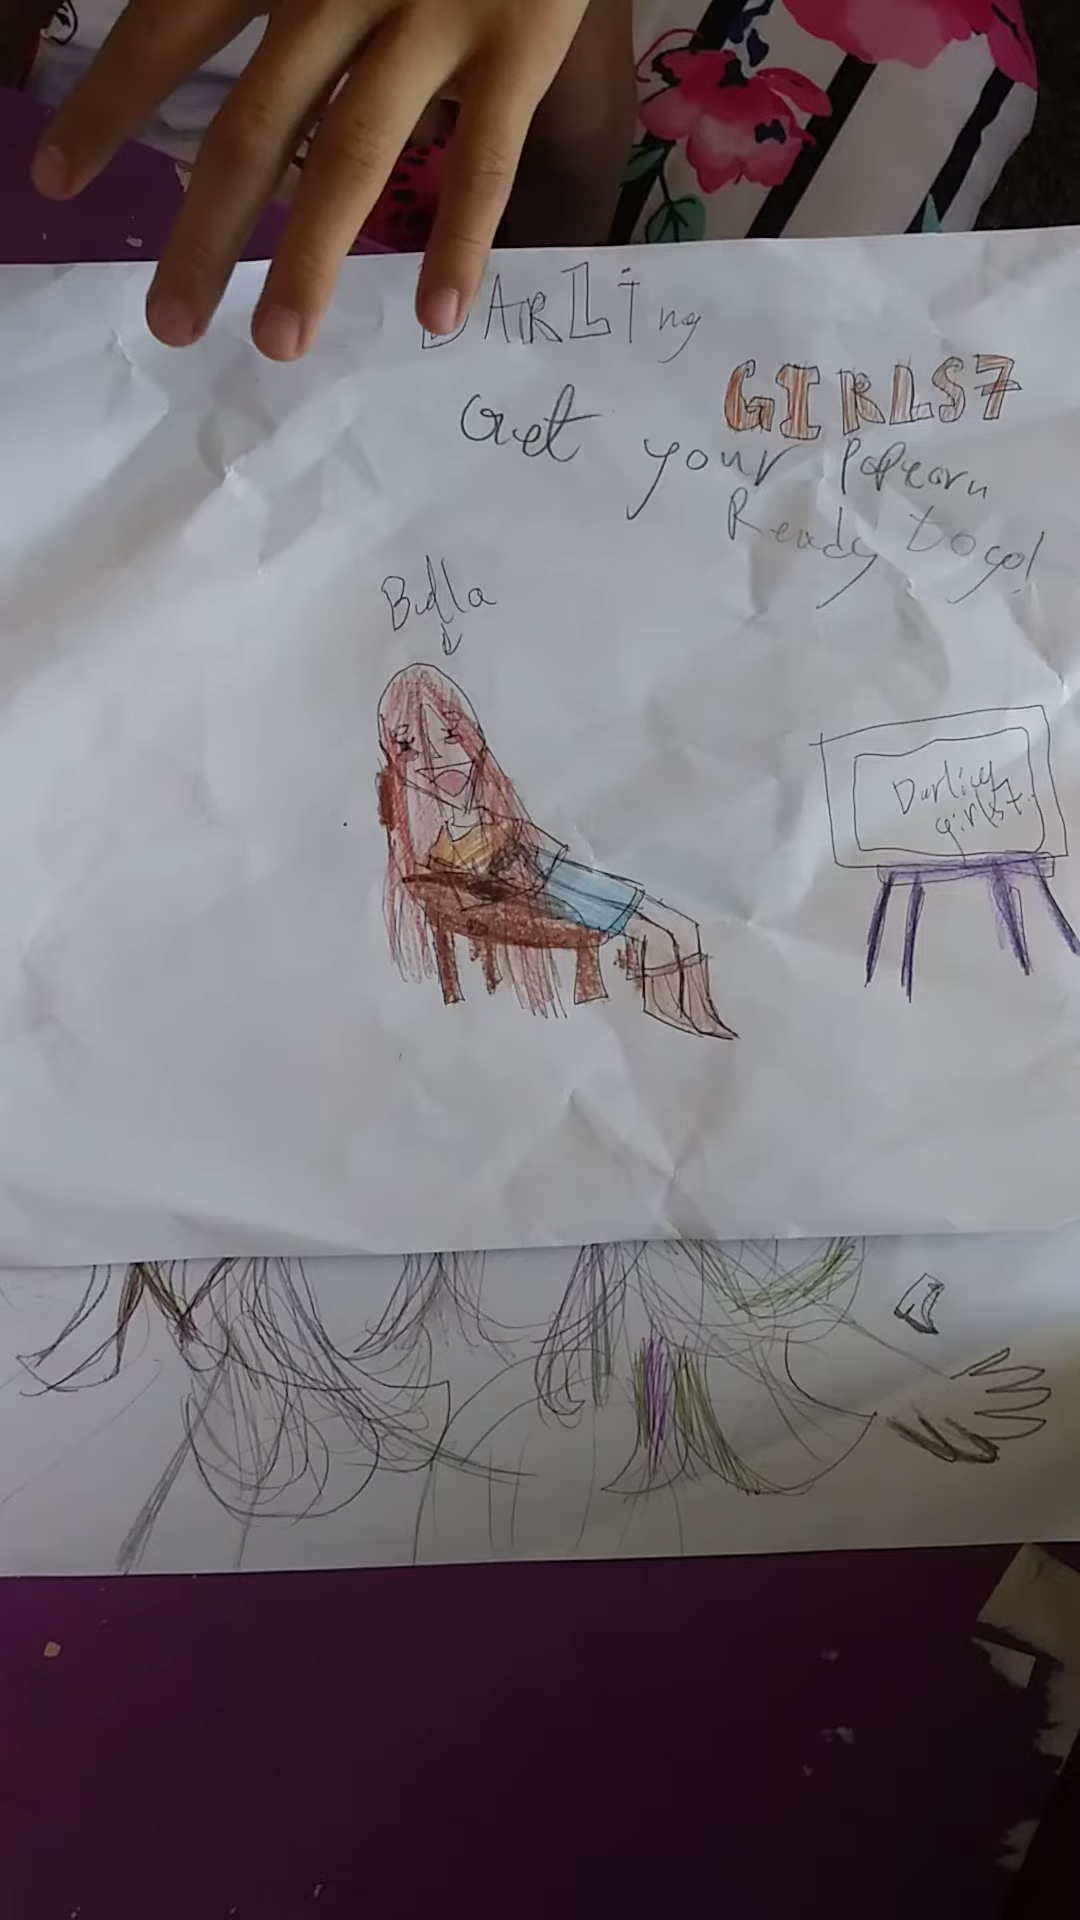 DARLing
GIRLS7
Get your Popcorn
Ready to go!
Bella
Darling
girls7